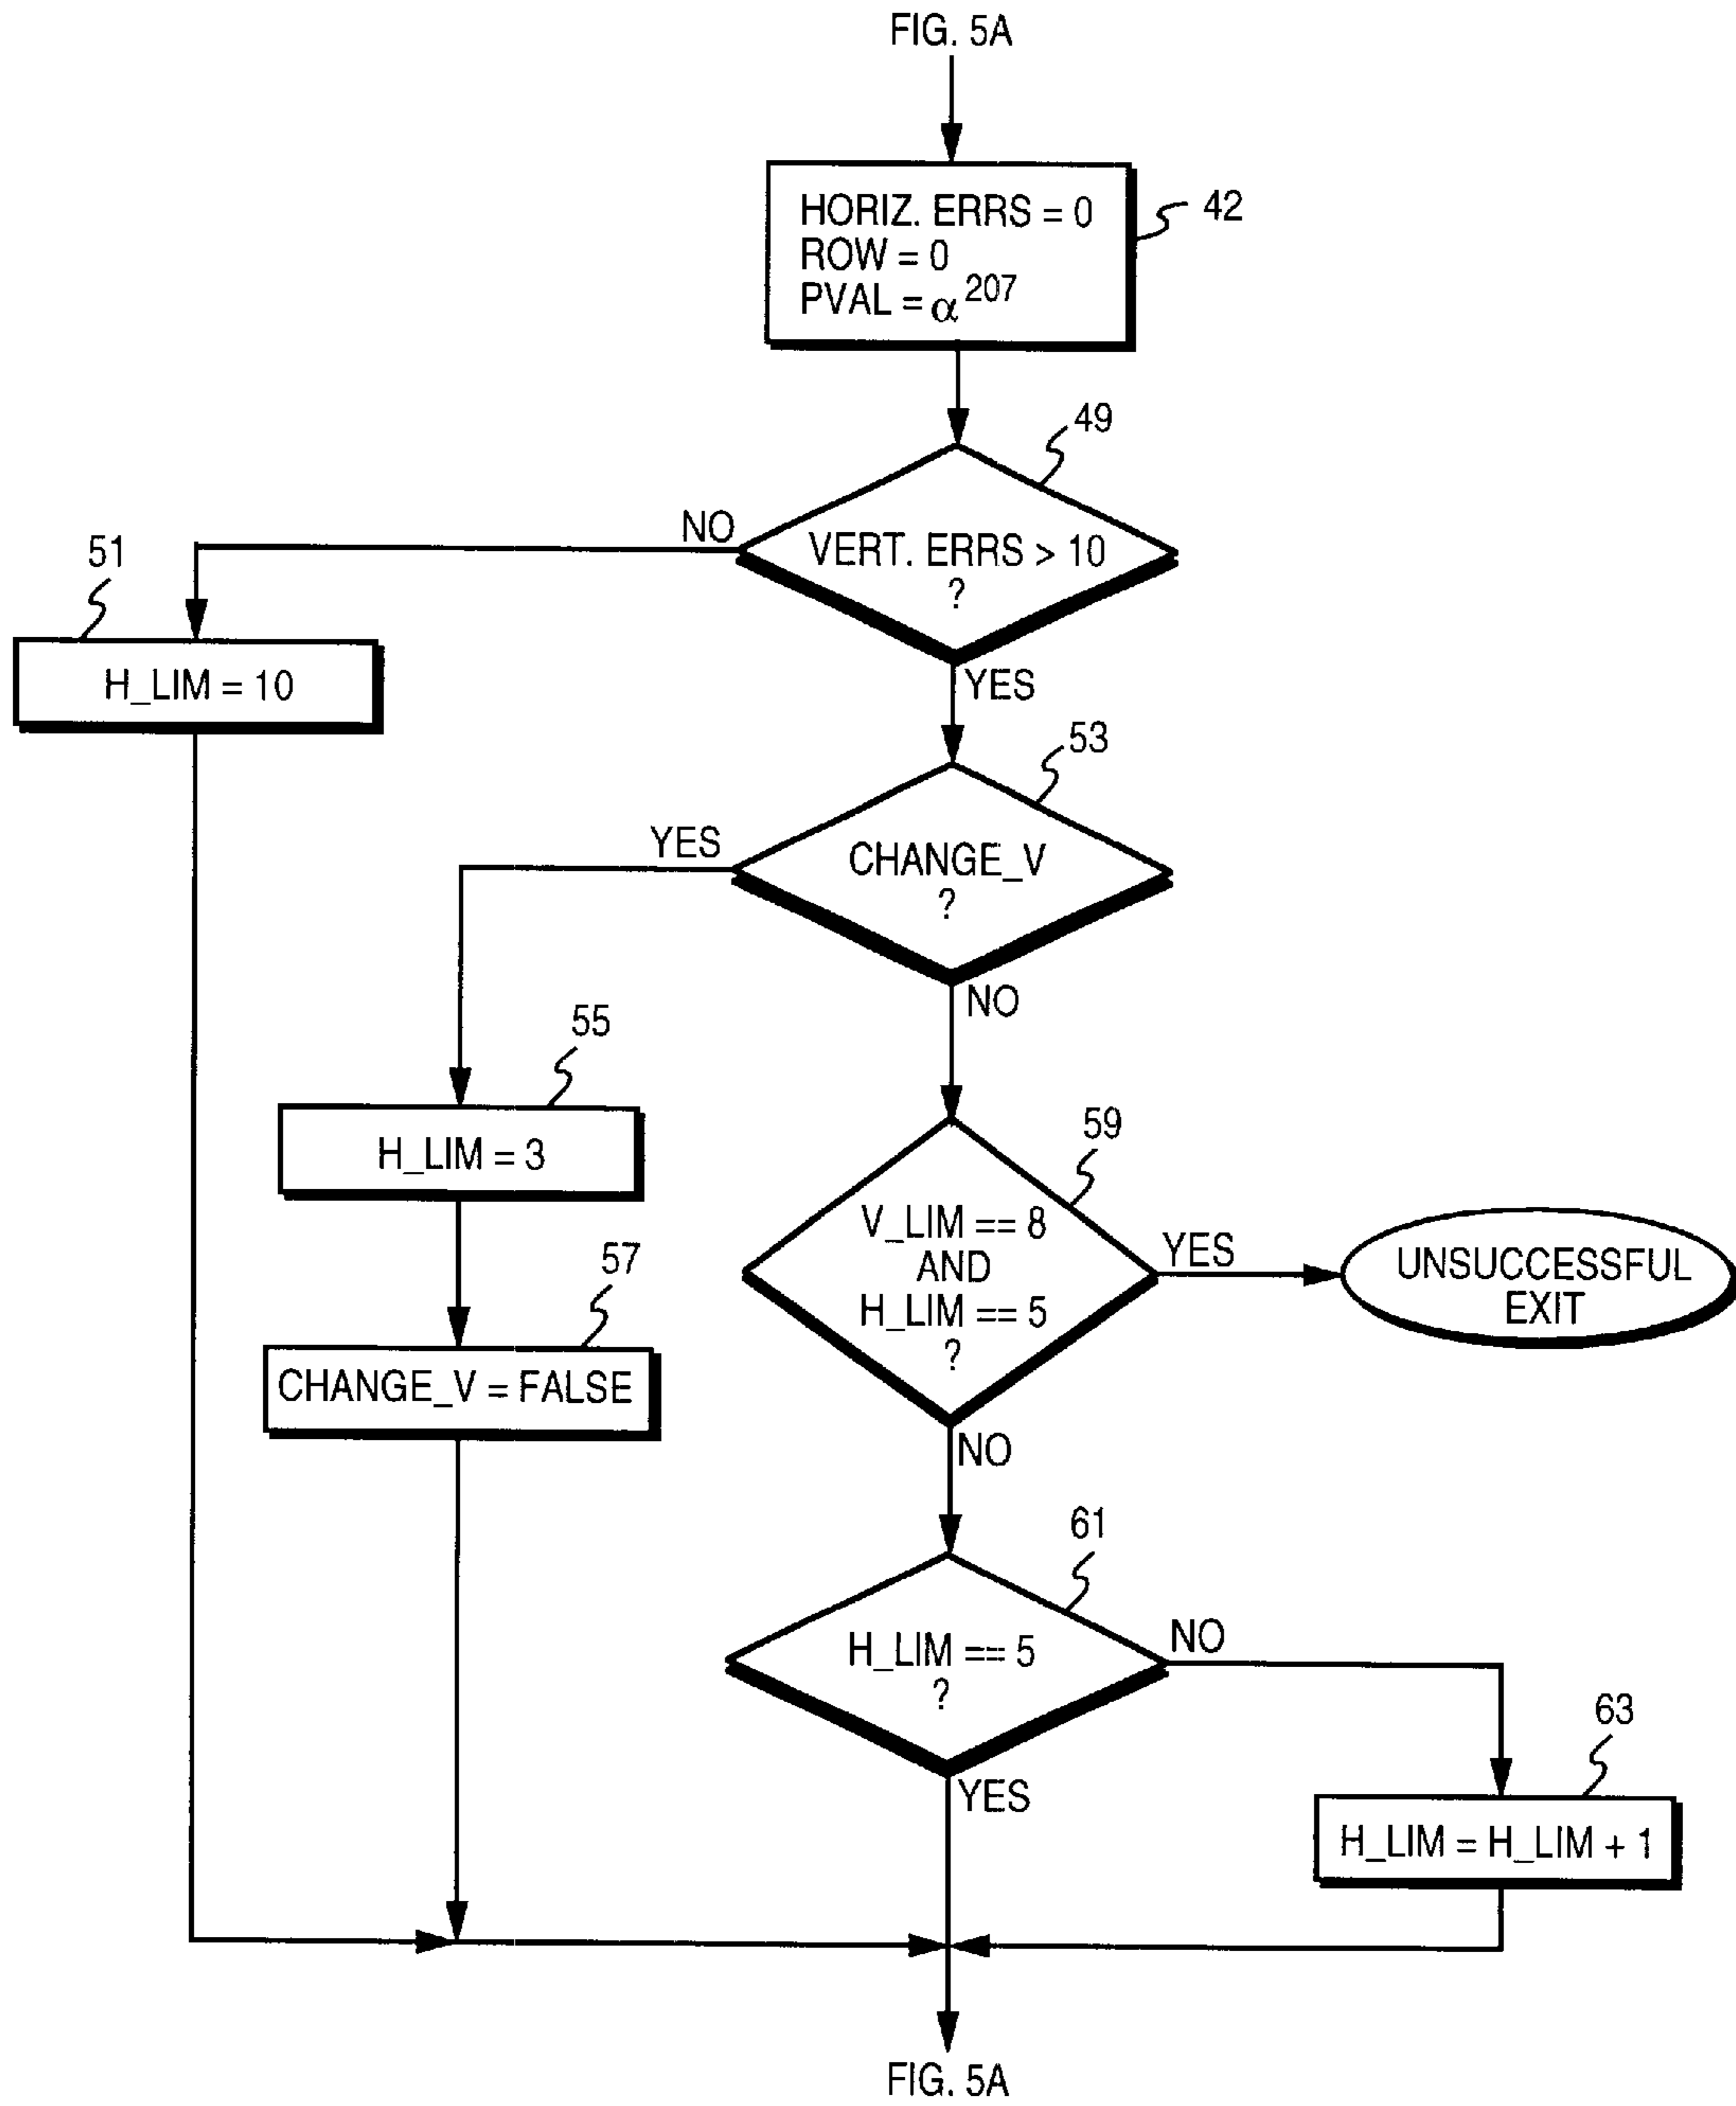 FIG. 5A
HORIZ. ERRS = 0
ROW = 0
PVAL = α^207
42
49
VERT. ERRS > 10
?
NO
YES
51
H_LIM = 10
53
CHANGE_V
?
YES
NO
55
H_LIM = 3
57
CHANGE_V = FALSE
59
V_LIM == 8
AND
H_LIM == 5
?
YES
UNSUCCESSFUL
EXIT
NO
61
H_LIM == 5
?
NO
YES
63
H_LIM = H_LIM + 1
FIG. 5A